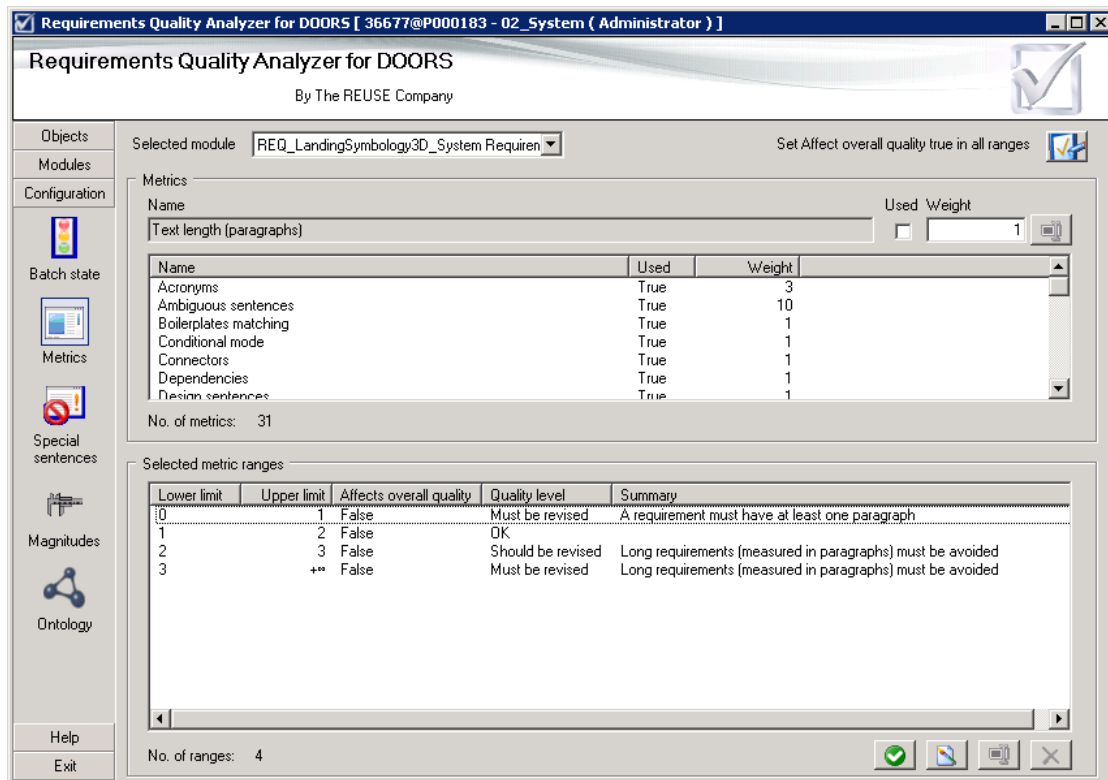 Requirements Quality Analyzer for DOORS [ 36677@P000183 - 02_System ( Administrator ) ]
Requirements Quality Analyzer for DOORS
By The REUSE Company
Objects
Modules
Configuration
Batch state
Metrics
Special
sentences
Magnitudes
Ontology
Help
Exit
Selected module REQ_LandingSymbology3D_System Requiren
Set Affect overall quality true in all ranges
Metrics
Name Used Weight
Text length (paragraphs) 1
Name Used Weight
Acronyms True 3
Ambiguous sentences True 10
Boilerplates matching True 1
Conditional mode True 1
Connectors True 1
Dependencies True 1
Design sentences True 1
No. of metrics: 31
Selected metric ranges
Lower limit Upper limit Affects overall quality Quality level Summary
0 1 False Must be revised A requirement must have at least one paragraph
1 2 False OK
2 3 False Should be revised Long requirements (measured in paragraphs) must be avoided
3 +∞ False Must be revised Long requirements (measured in paragraphs) must be avoided
No. of ranges: 4